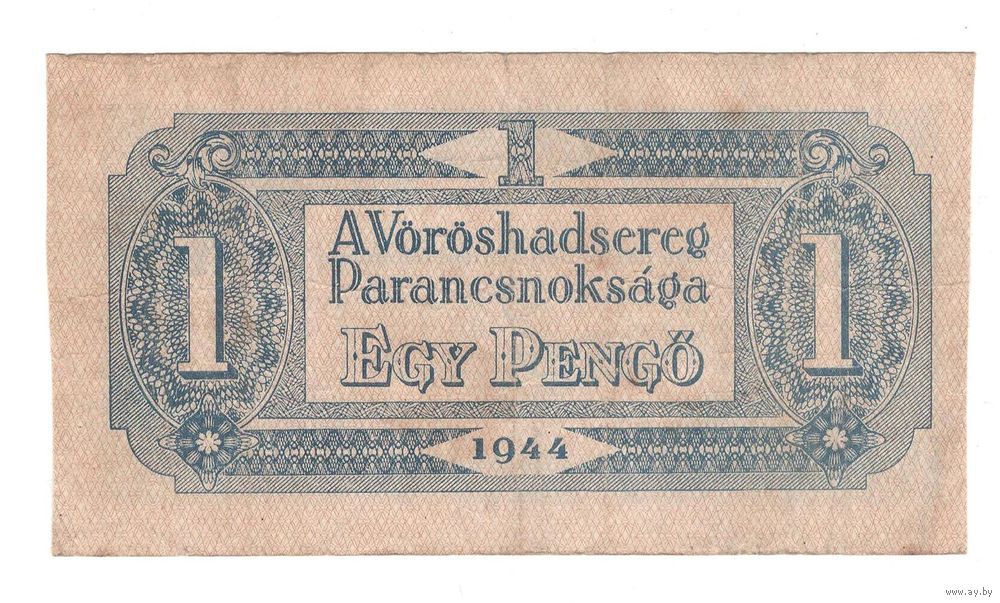 1
A Vöröshadsereg
Parancsnoksága
1 1
EGY PENGŐ
1944
www.ay.by